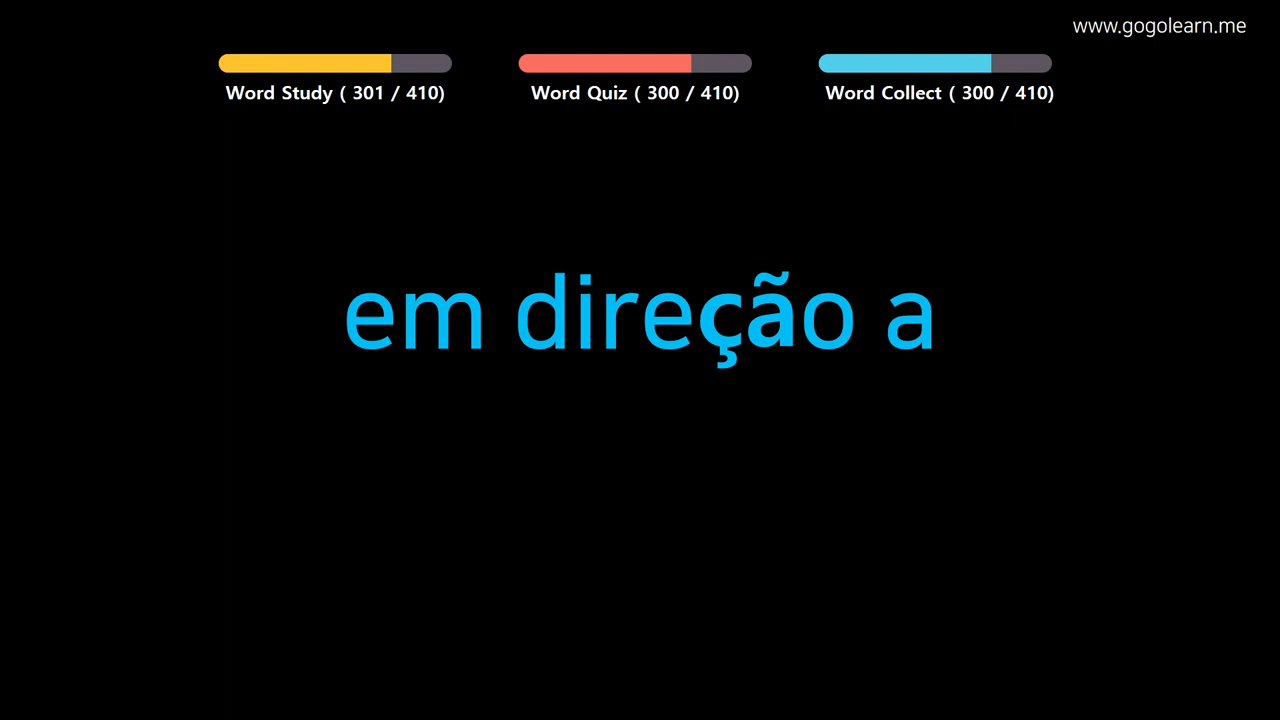 www.gogolearn.me
Word Study ( 301 / 410)
Word Quiz ( 300 / 410)
Word Collect ( 300 / 410)
em direção a